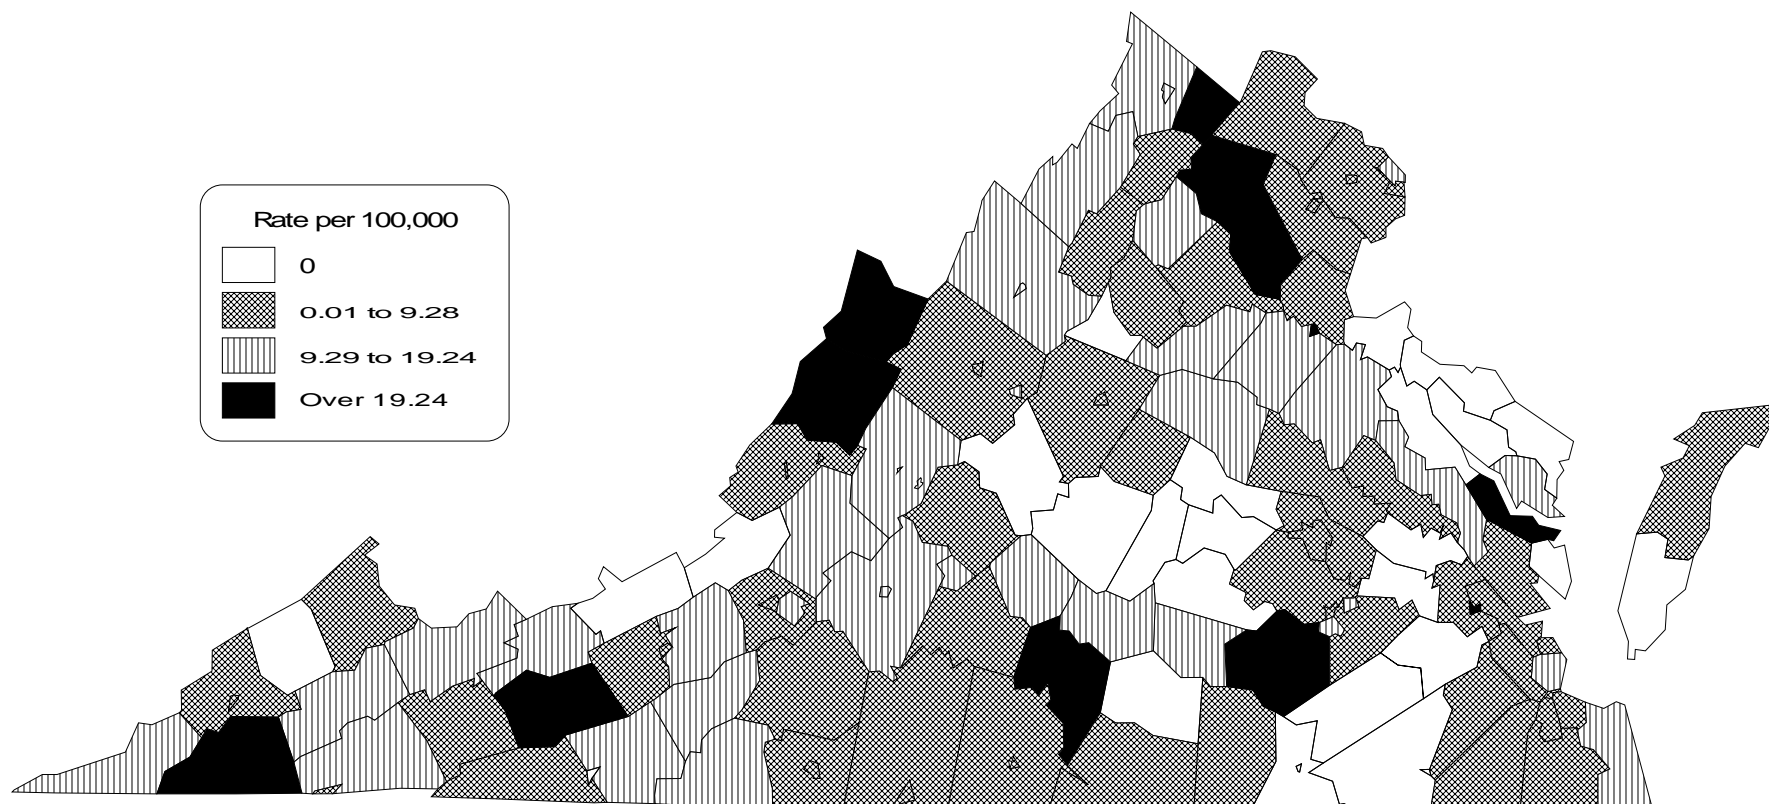 Rate per 100,000
0
0.01 to 9.28
9.29 to 19.24
Over 19.24